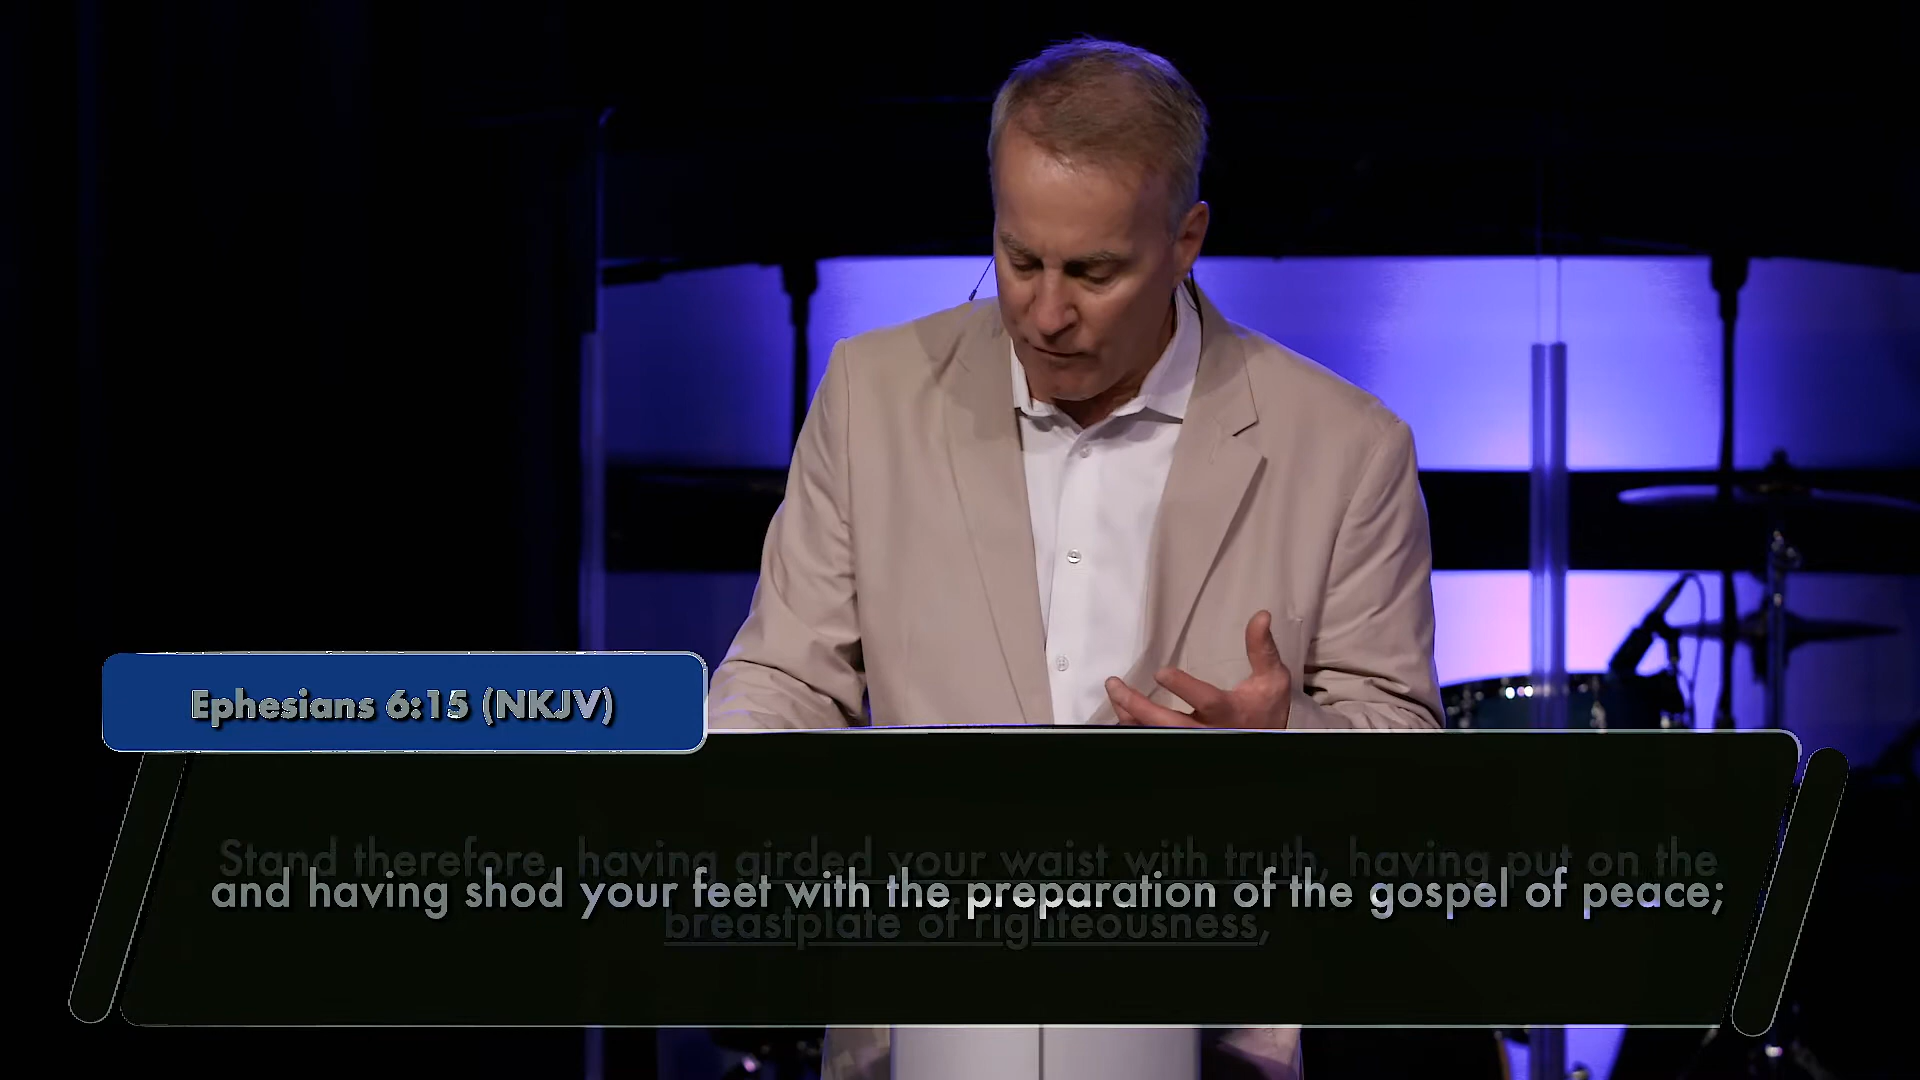 Ephesians 6:15 (NKJV)
Stand therefore, having girded your waist with truth, having put on the
and having shod your feet with the preparation of the gospel of peace;
breastplate of righteousness,